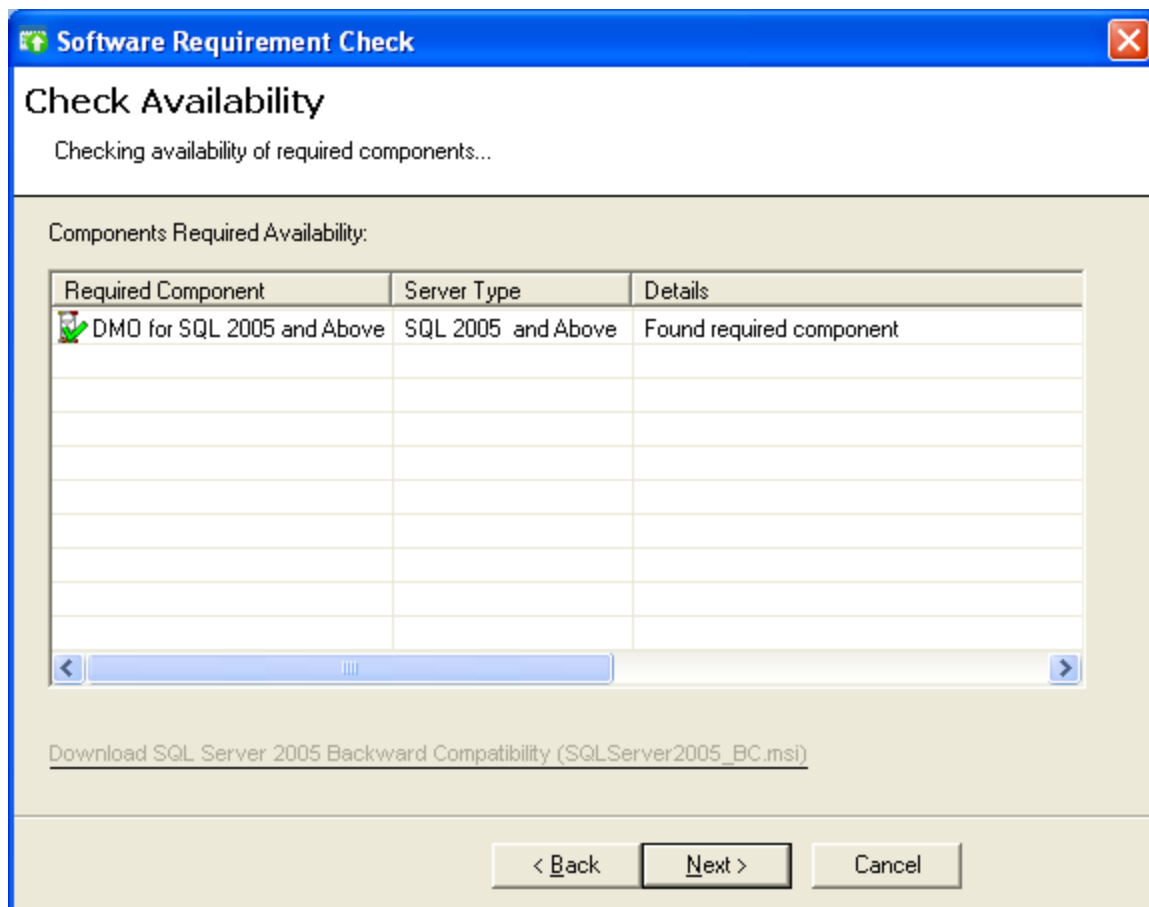 Software Requirement Check
Check Availability
Checking availability of required components...
Components Required Availability:
Required Component Server Type Details
DMO for SQL 2005 and Above SQL 2005  and Above Found required component
Download SQL Server 2005 Backward Compatibility (SQLServer2005_BC.msi)
< Back Next > Cancel